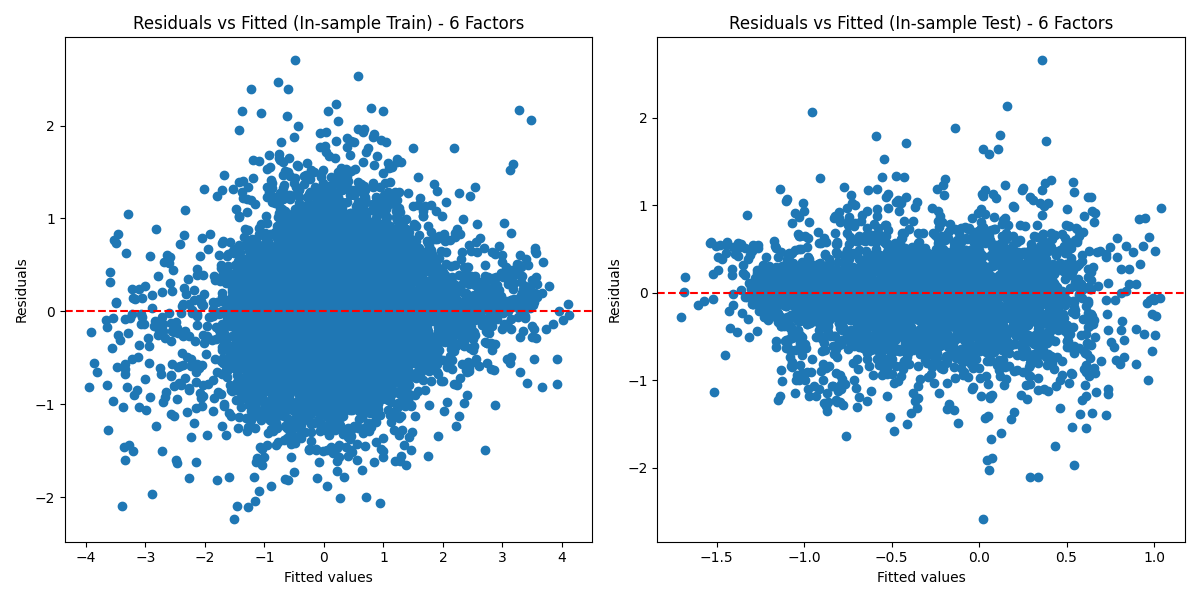 Residuals vs Fitted (In-sample Train) - 6 Factors
Residuals
2
1
0
−1
−2
−4 −3 −2 −1 0 1 2 3 4
Fitted values
Residuals vs Fitted (In-sample Test) - 6 Factors
Residuals
2
1
0
−1
−2
−1.5 −1.0 −0.5 0.0 0.5 1.0
Fitted values